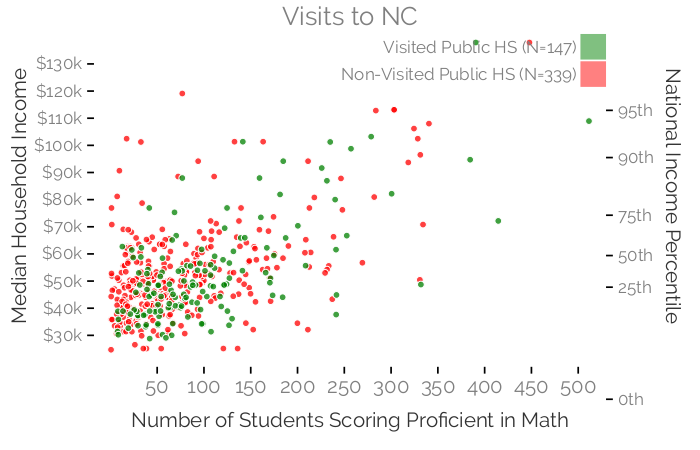 Visits to NC
Visited Public HS (N=147)
Non-Visited Public HS (N=339)
Median Household Income
$130k
$120k
$110k
$100k
$90k
$80k
$70k
$60k
$50k
$40k
$30k
National Income Percentile
95th
90th
75th
50th
25th
0th
50 100 150 200 250 300 350 400 450 500
Number of Students Scoring Proficient in Math